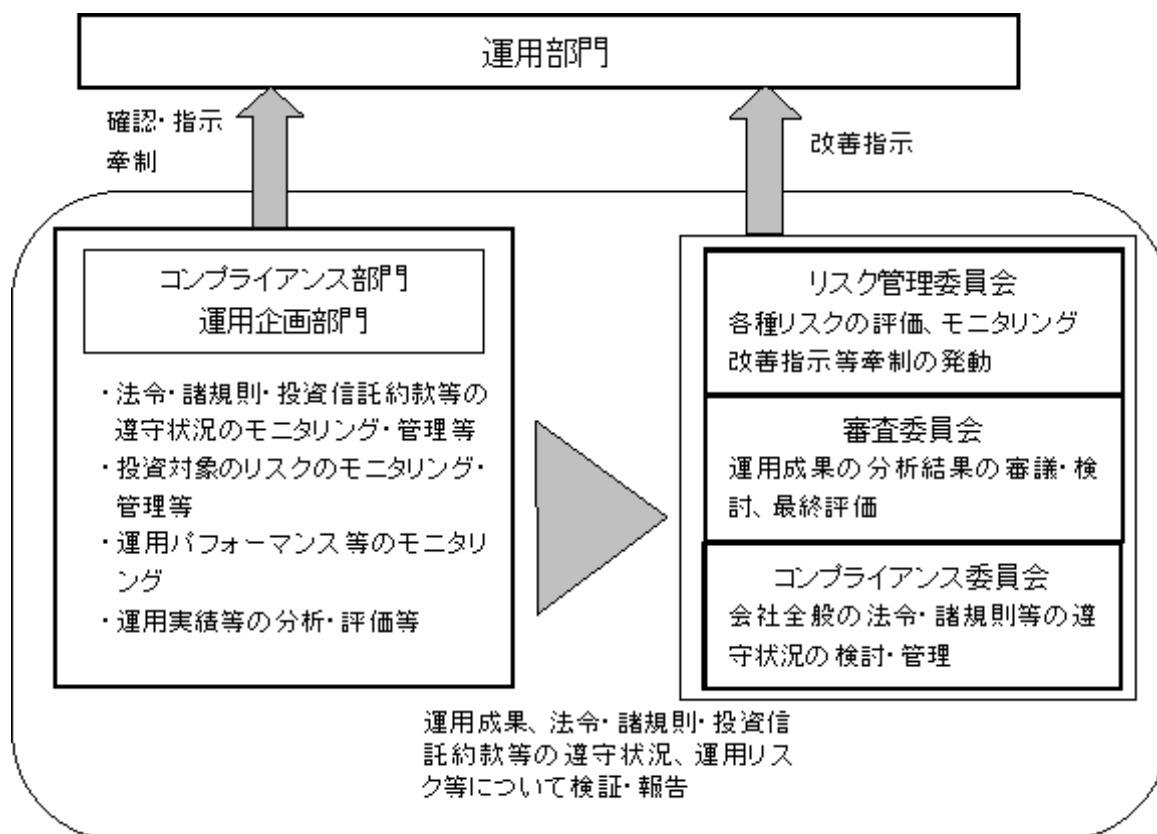 運用部門
確認・指示
牽制
改善指示
コンプライアンス部門
運用企画部門
・法令・諸規則・投資信託約款等の
遵守状況のモニタリング・管理等
・投資対象のリスクのモニタリング・
管理等
・運用パフォーマンス等のモニタリ
ング
・運用実績等の分析・評価等
リスク管理委員会
各種リスクの評価、モニタリング
改善指示等牽制の発動
審査委員会
運用成果の分析結果の審議・検
討、最終評価
コンプライアンス委員会
会社全般の法令・諸規則等の遵
守状況の検討・管理
運用成果、法令・諸規則・投資信
託約款等の遵守状況、運用リス
ク等について検証・報告